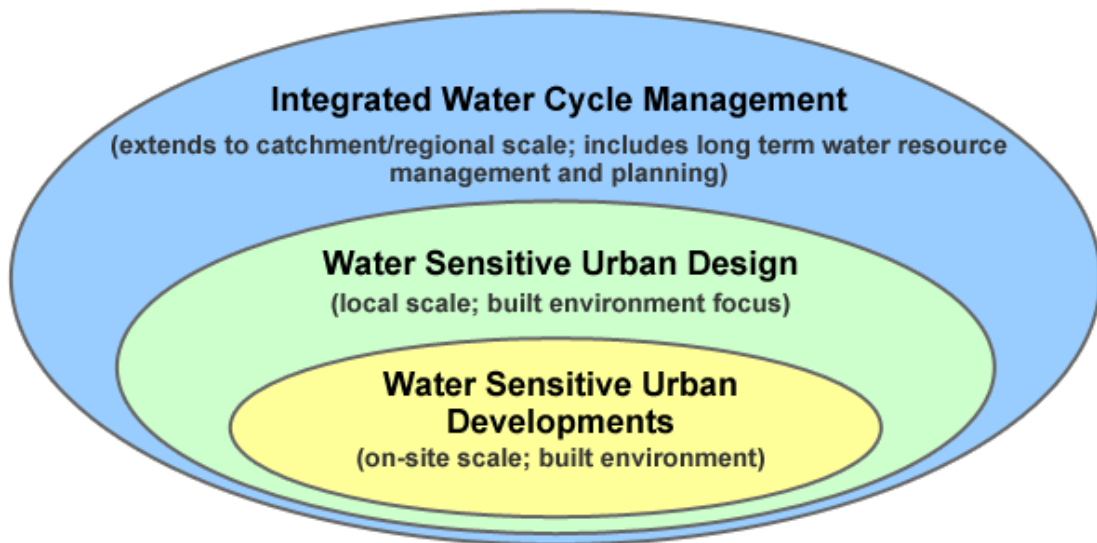 Integrated Water Cycle Management
(extends to catchment/regional scale; includes long term water resource
management and planning)
Water Sensitive Urban Design
(local scale; built environment focus)
Water Sensitive Urban
Developments
(on-site scale; built environment)